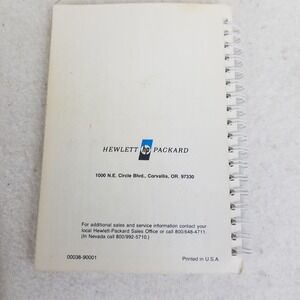 HEWLETT hp PACKARD
1000 N.E. Circle Blvd., Corvallis, OR. 97330
For additional sales and service information contact your
local Hewlett-Packard Sales Office or call 800/648-4711.
(In Nevada call 800/992-5710.)
00038-90001 Printed in U.S.A.